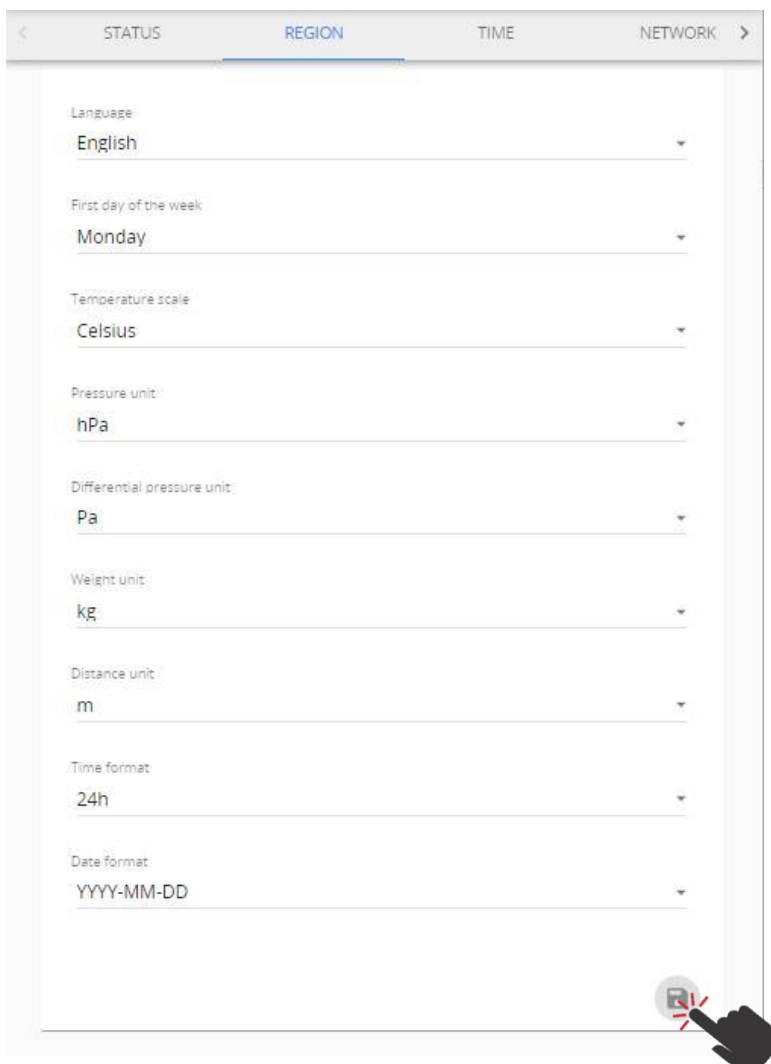 STATUS REGION TIME NETWORK
Language
English
First day of the week
Monday
Temperature scale
Celsius
Pressure unit
hPa
Differential pressure unit
Pa
Weight unit
kg
Distance unit
m
Time format
24h
Date format
YYYY-MM-DD